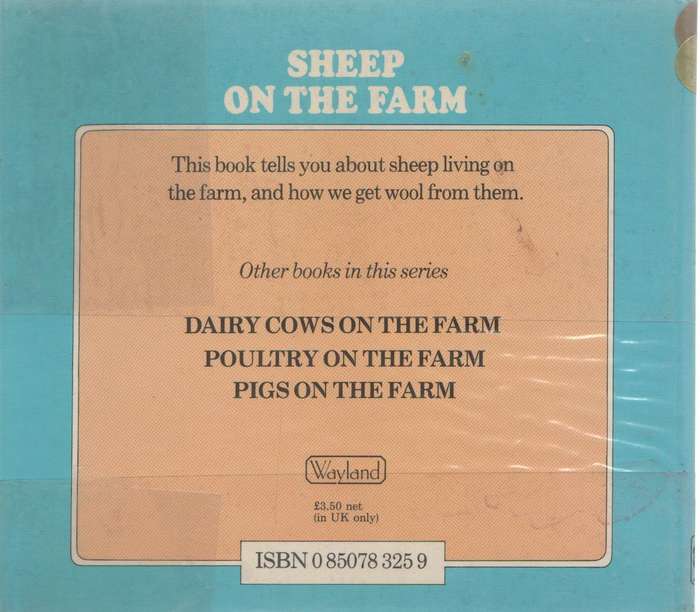 SHEEP
ON THE FARM
This book tells you about sheep living on
the farm, and how we get wool from them.
Other books in this series
DAIRY COWS ON THE FARM
POULTRY ON THE FARM
PIGS ON THE FARM
Wayland
£3.50 net
(in UK only)
ISBN 0 85078 325 9